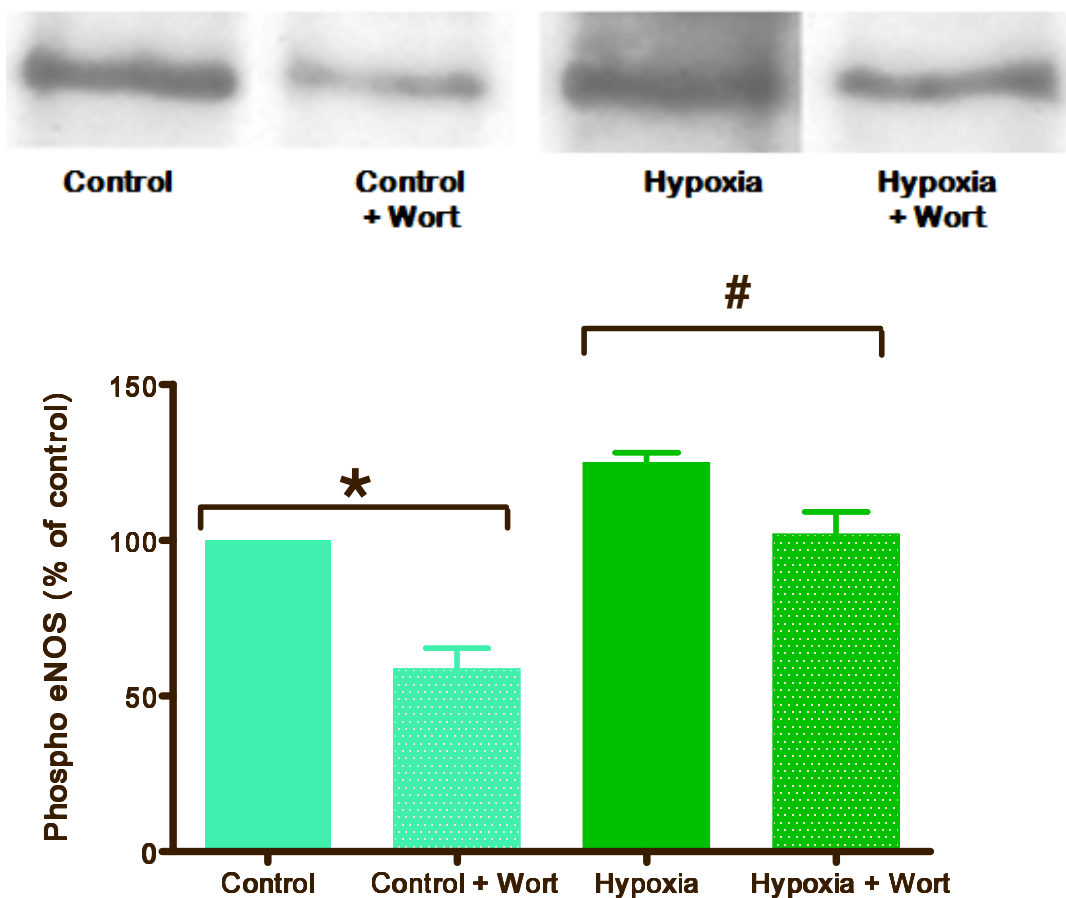 Control
Control
+ Wort
Hypoxia
Hypoxia
+ Wort
#
Phospho eNOS (% of control)
150
*
100
50
0
Control
Control + Wort
Hypoxia
Hypoxia + Wort